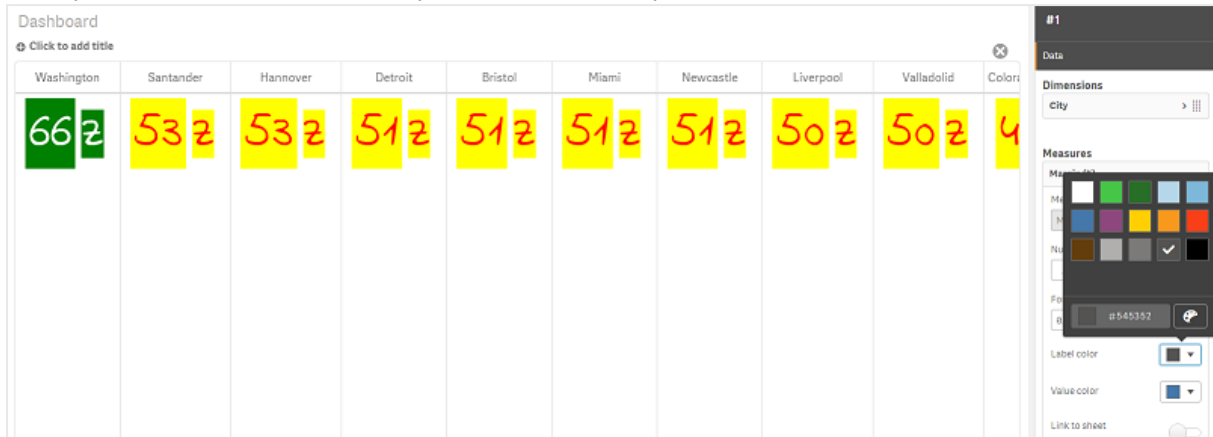 Dashboard
Click to add title
Washington Santander Hannover Detroit Bristol Miami Newcastle Liverpool Valladolid
66 z 53 z 53 z 51 z 51 z 51 z 51 z 50 z 50 z 4
#1
Data
Dimensions
City
Measures
#545352
Label color
Value color
Link to sheet